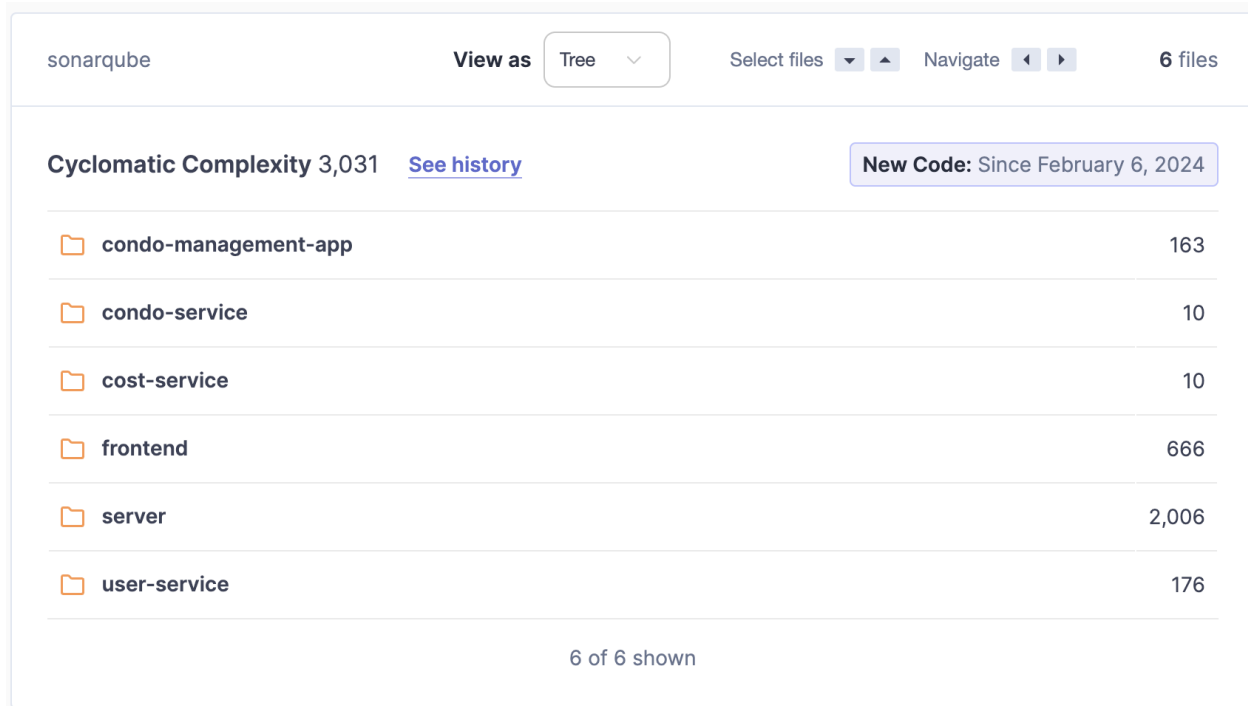 sonarqube View as Tree Select files Navigate 6 files
Cyclomatic Complexity 3,031 See history New Code: Since February 6, 2024
condo-management-app 163
condo-service 10
cost-service 10
frontend 666
server 2,006
user-service 176
6 of 6 shown